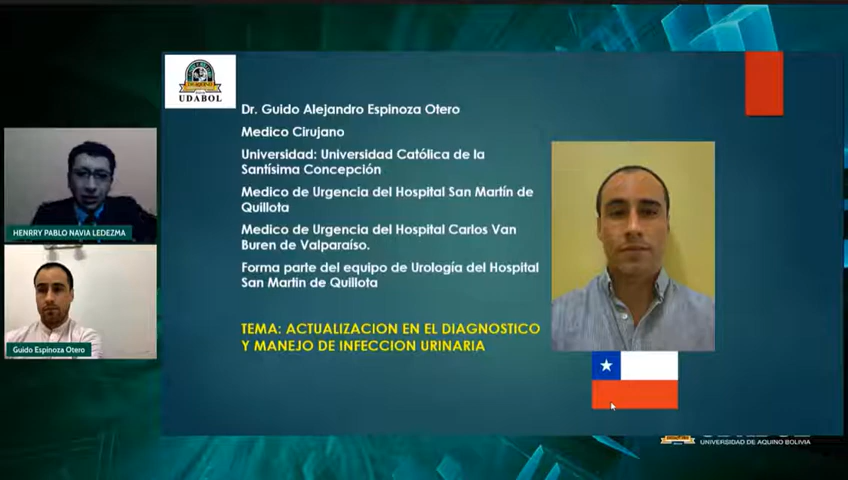 UDABOL
Dr. Guido Alejandro Espinoza Otero
Medico Cirujano
Universidad: Universidad Católica de la
Santísima Concepción
Medico de Urgencia del Hospital San Martín de
Quillota
Medico de Urgencia del Hospital Carlos Van
Buren de Valparaíso.
Forma parte del equipo de Urología del Hospital
San Martin de Quillota
TEMA: ACTUALIZACION EN EL DIAGNOSTICO
Y MANEJO DE INFECCION URINARIA
HENRRY PABLO NAVIA LEDEZMA
Guido Espinoza Otero
UNIVERSIDAD DE AQUINO BOLIVIA